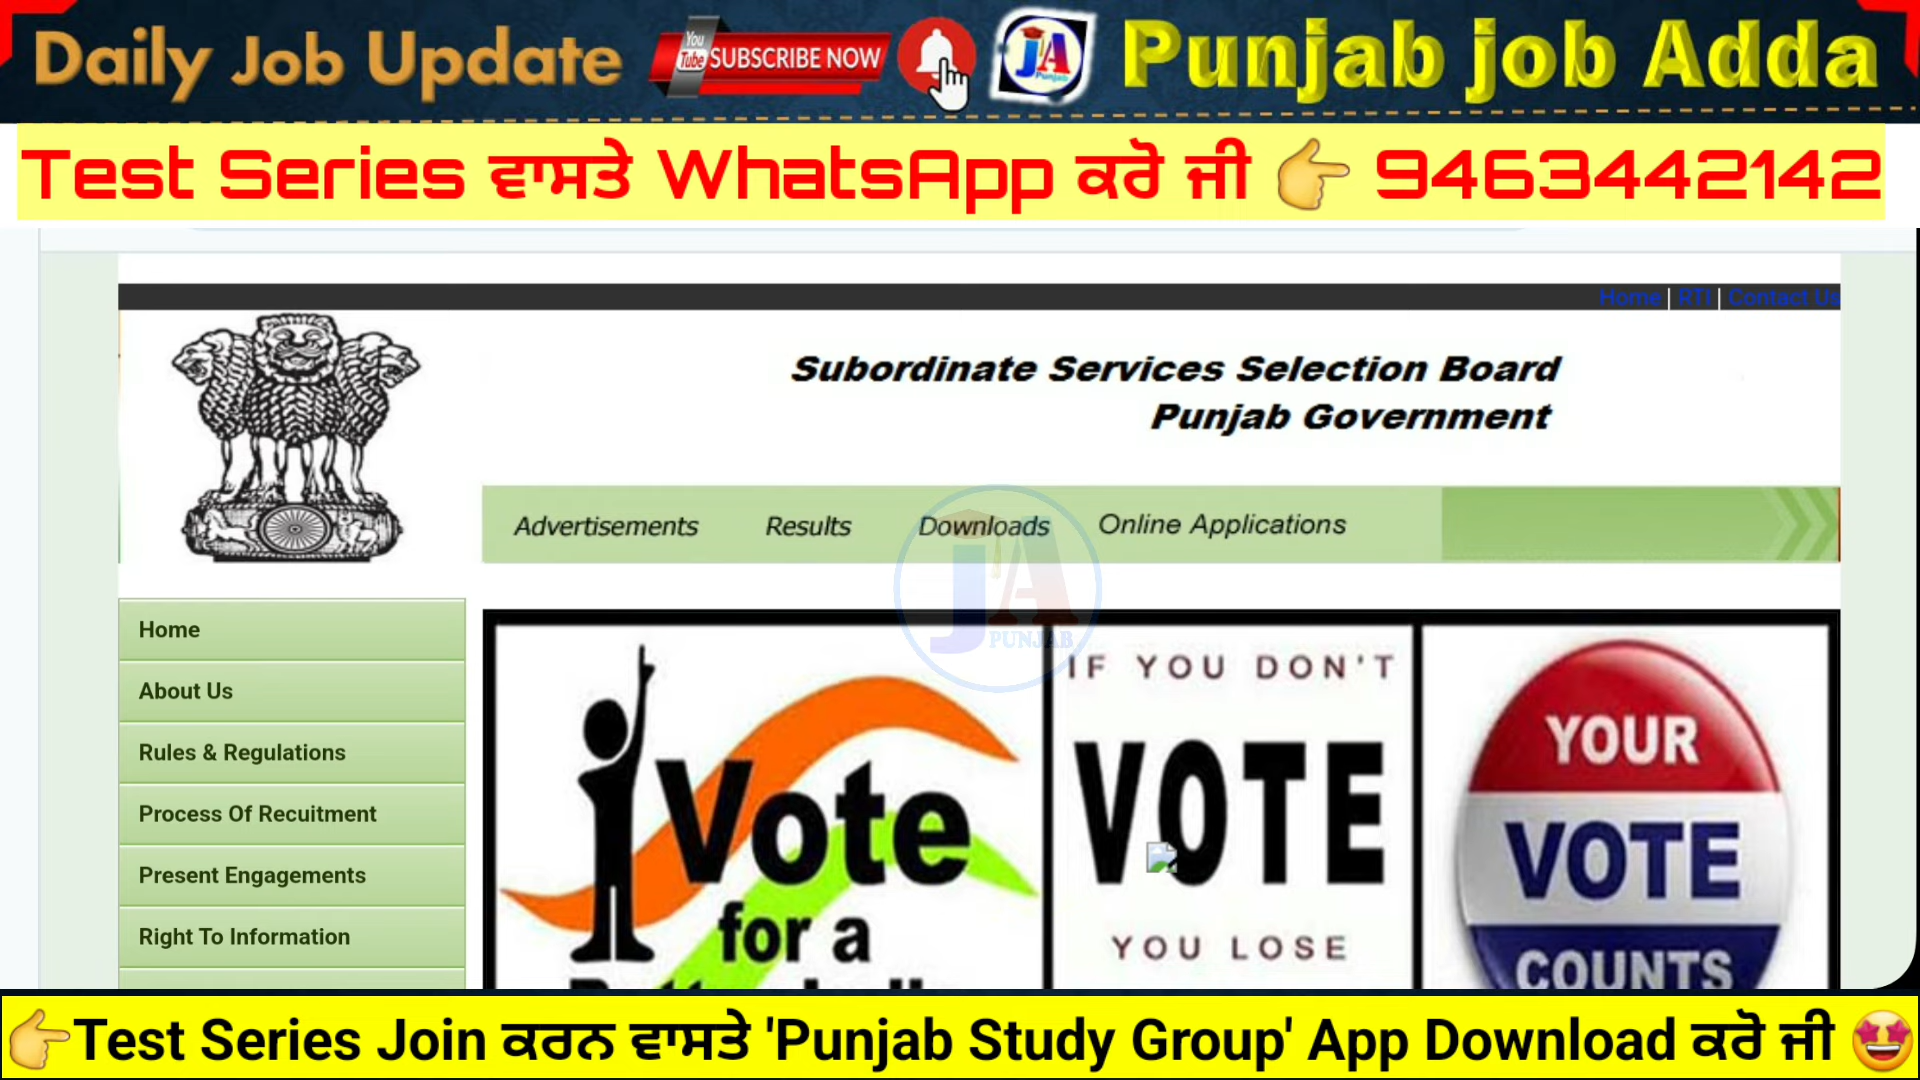 Daily Job Update
You
Tube
SUBSCRIBE NOW
JA
Punjab
Punjab job Adda
Test Series ਵਾਸਤੇ WhatsApp ਕਰੋ ਜੀ 👉 9463442142
Home | RTI | Contact Us
Subordinate Services Selection Board
Punjab Government
Advertisements Results Downloads Online Applications
JA
PUNJAB
Home
About Us
Rules & Regulations
Process Of Recuitment
Present Engagements
Right To Information
Vote
for a
IF YOU DON'T
VOTE
YOU LOSE
YOUR
VOTE
COUNTS
👉Test Series Join ਕਰਨ ਵਾਸਤੇ 'Punjab Study Group' App Download ਕਰੋ ਜੀ 🤩